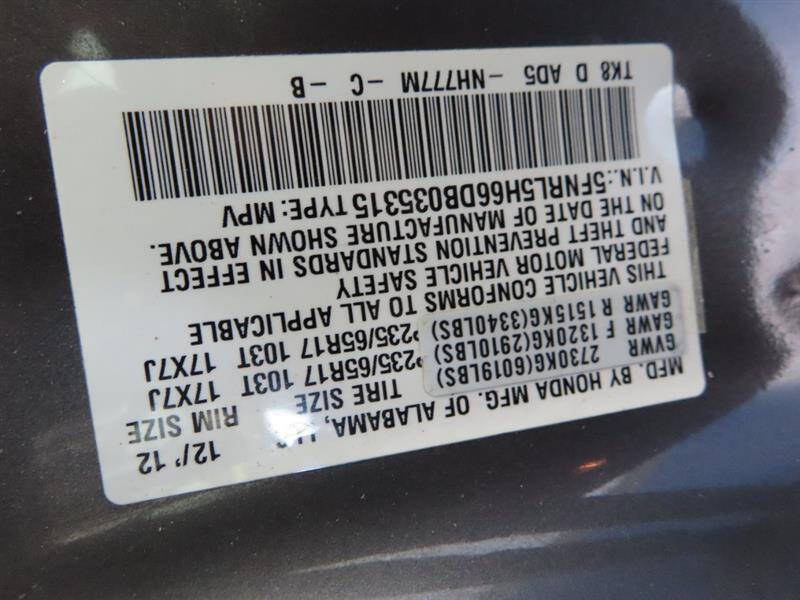 MFD. BY HONDA MFG. OF ALABAMA, LLC 12/'12
GVWR 2730KG(6019LBS) TIRE SIZE RIM SIZE
GAWR F 1320KG(2910LBS) P235/65R17 103T 17X7J
GAWR R 1515KG(3340LBS) P235/65R17 103T 17X7J
THIS VEHICLE CONFORMS TO ALL APPLICABLE
FEDERAL MOTOR VEHICLE SAFETY
AND THEFT PREVENTION STANDARDS IN EFFECT
ON THE DATE OF MANUFACTURE SHOWN ABOVE.
V.I.N.:5FNRL5H66DB035315 TYPE: MPV
TK8 D AD5 -NH777M -C -B